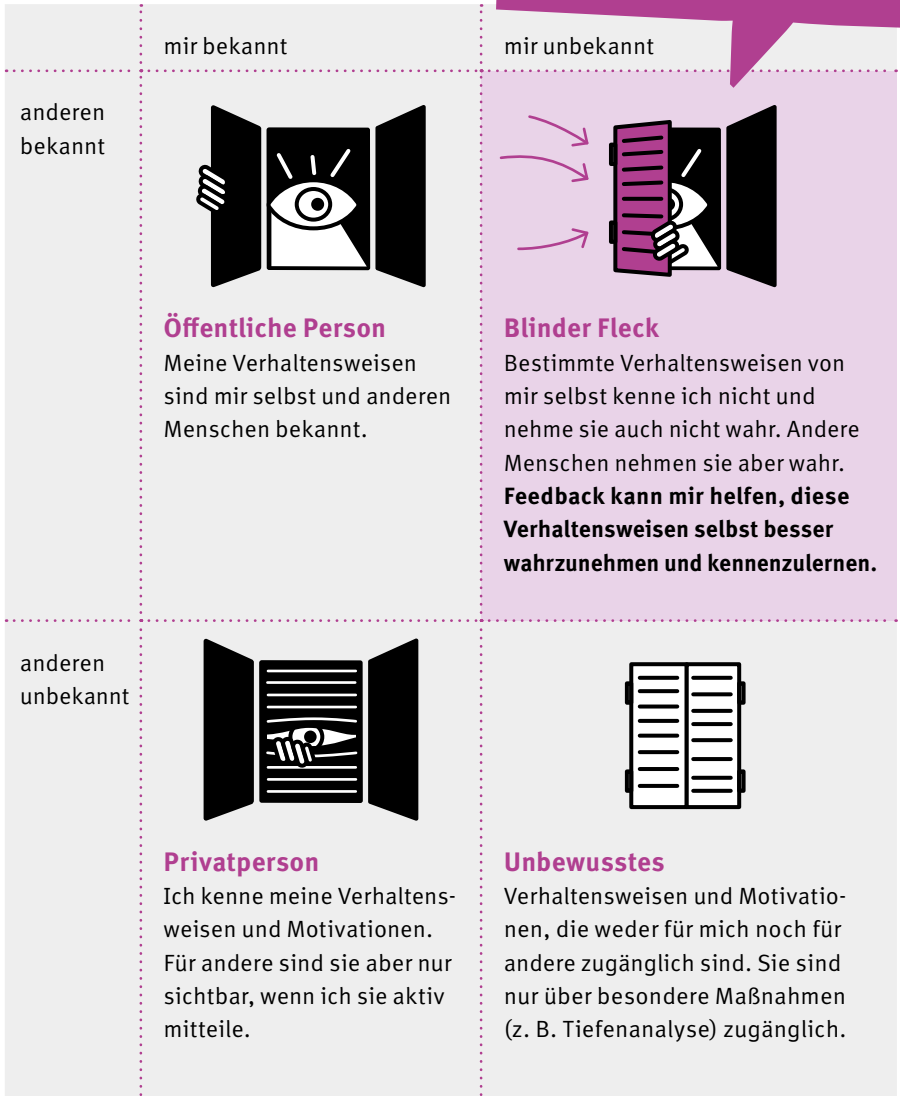 mir bekannt
mir unbekannt
anderen
bekannt
Öffentliche Person
Meine Verhaltensweisen
sind mir selbst und anderen
Menschen bekannt.
Blinder Fleck
Bestimmte Verhaltensweisen von
mir selbst kenne ich nicht und
nehme sie auch nicht wahr. Andere
Menschen nehmen sie aber wahr.
Feedback kann mir helfen, diese
Verhaltensweisen selbst besser
wahrzunehmen und kennenzulernen.
anderen
unbekannt
Privatperson
Ich kenne meine Verhaltens-
weisen und Motivationen.
Für andere sind sie aber nur
sichtbar, wenn ich sie aktiv
mitteile.
Unbewusstes
Verhaltensweisen und Motivatio-
nen, die weder für mich noch für
andere zugänglich sind. Sie sind
nur über besondere Maßnahmen
(z. B. Tiefenanalyse) zugänglich.